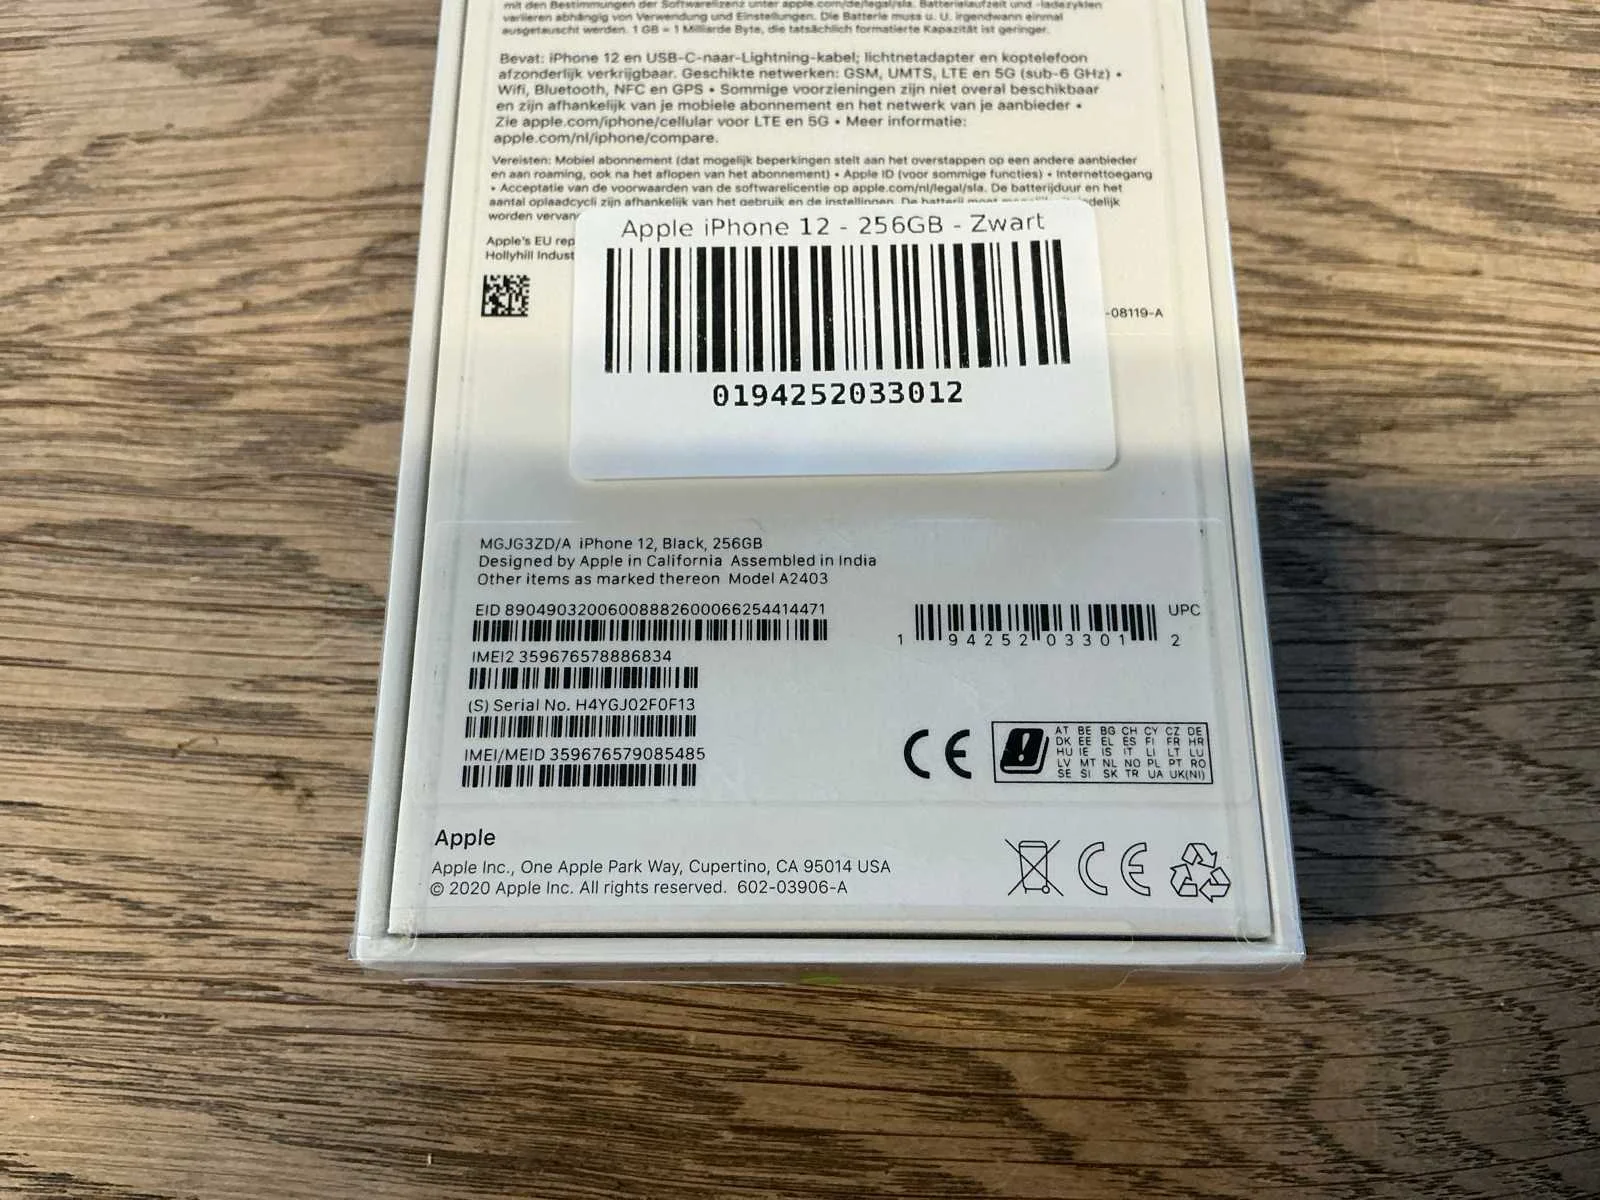 mit den Bestimmungen der Softwarelizenz unter apple.com/de/legal/sla. Batterielaufzeit und -ladezyklen
variieren abhängig von Verwendung und Einstellungen. Die Batterie muss u. U. irgendwann einmal
ausgetauscht werden. 1 GB = 1 Milliarde Byte, die tatsächlich formatierte Kapazität ist geringer.
Bevat: iPhone 12 en USB-C-naar-Lightning-kabel; lichtnetadapter en koptelefoon
afzonderlijk verkrijgbaar. Geschikte netwerken: GSM, UMTS, LTE en 5G (sub-6 GHz) •
Wifi, Bluetooth, NFC en GPS • Sommige voorzieningen zijn niet overal beschikbaar
en zijn afhankelijk van je mobiele abonnement en het netwerk van je aanbieder •
Zie apple.com/iphone/cellular voor LTE en 5G • Meer informatie:
apple.com/nl/iphone/compare.
Vereisten: Mobiel abonnement (dat mogelijk beperkingen stelt aan het overstappen op een andere aanbieder
en aan roaming, ook na het aflopen van het abonnement) • Apple ID (voor sommige functies) • Internettoegang
• Acceptatie van de voorwaarden van de softwarelicentie op apple.com/nl/legal/sla. De batterijduur en het
aantal oplaadcycli zijn afhankelijk van het gebruik en de instellingen. De batterij moet
worden
Apple's EU rep
Hollyhill Indust
-08119-A
Apple iPhone 12 - 256GB - Zwart
0194252033012
MGJG3ZD/A iPhone 12, Black, 256GB
Designed by Apple in California Assembled in India
Other items as marked thereon Model A2403
EID 89049032006008882600066254414471
UPC
1 94252 03301 2
IMEI2 359676578886834
(S) Serial No. H4YGJ02F0F13
IMEI/MEID 359676579085485
CE
AT BE BG CH CY CZ DE
DK EE EL ES FI FR HR
HU IE IS IT LI LT LU
LV MT NL NO PL PT RO
SE SI SK TR UA UK(NI)
Apple
Apple Inc., One Apple Park Way, Cupertino, CA 95014 USA
© 2020 Apple Inc. All rights reserved. 602-03906-A
CE